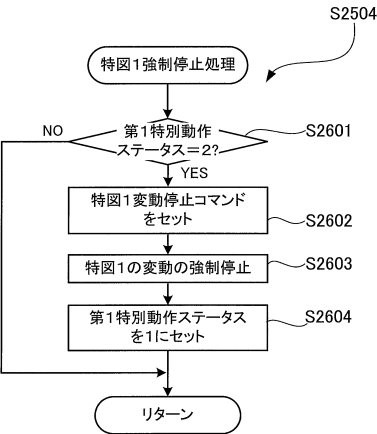 S2504
特図1強制停止処理
第1特別動作
ステータス＝2?
S2601
NO
YES
特図1変動停止コマンド
をセット
S2602
特図1の変動の強制停止
S2603
第1特別動作ステータス
を1にセット
S2604
リターン